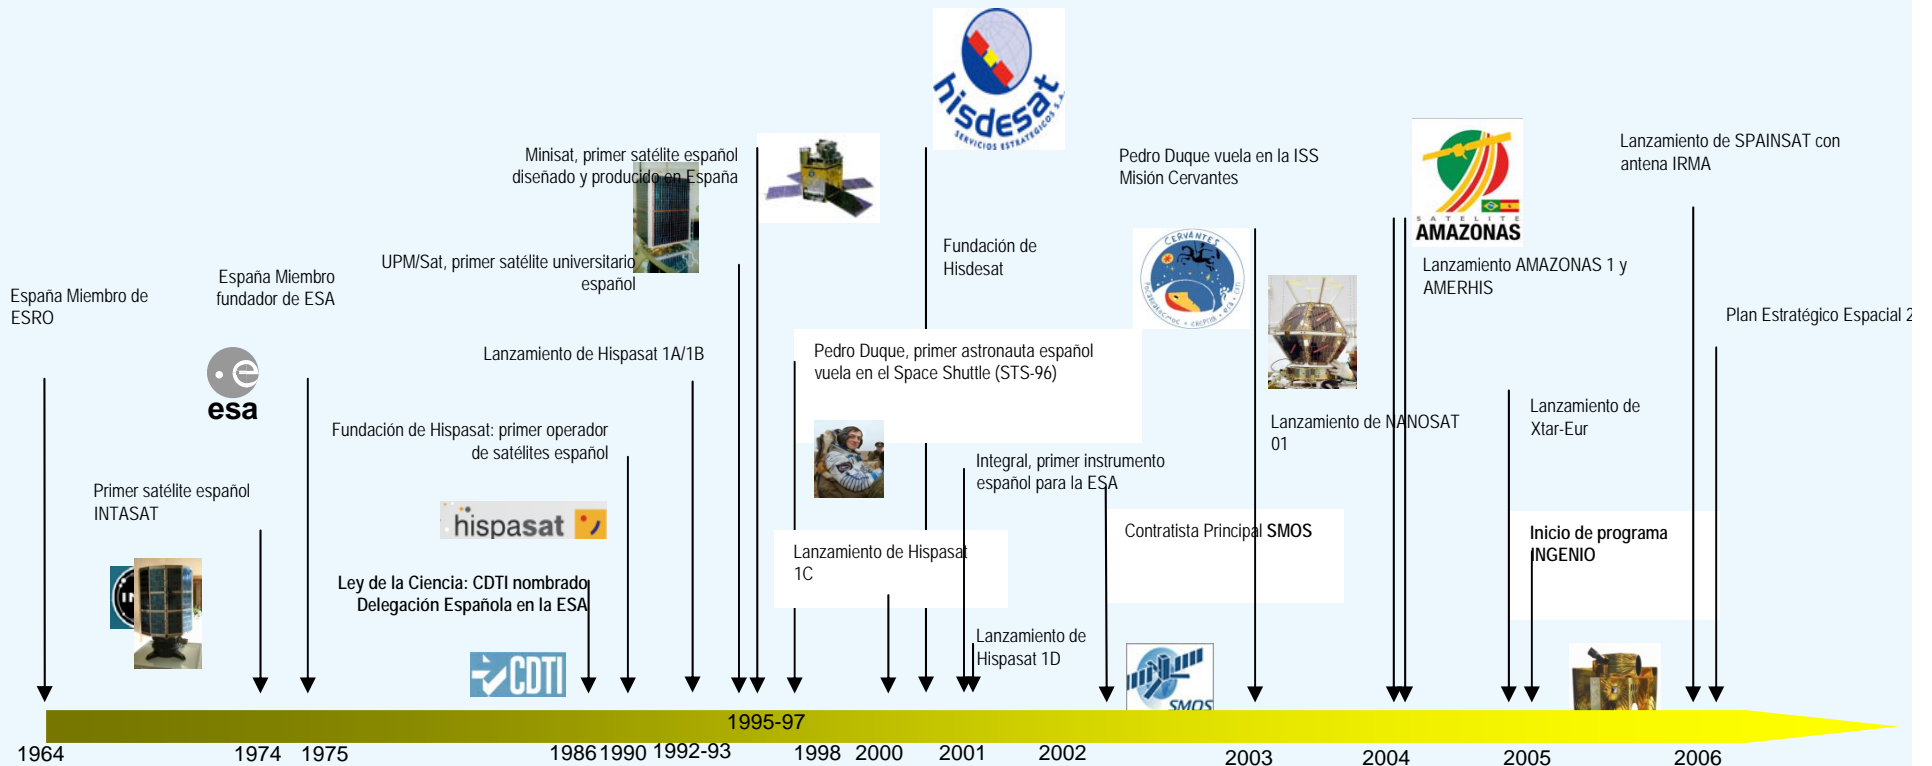 España Miembro de
ESRO
Primer satélite español
INTASAT
España Miembro
fundador de ESA
esa
esa
Ley de la Ciencia: CDTI nombrado
Delegación Española en la ESA
CDTI
Fundación de Hispasat: primer operador
de satélites español
hispasat
Lanzamiento de Hispasat 1A/1B
UPM/Sat, primer satélite universitario
español
Minisat, primer satélite español
diseñado y producido en España
Pedro Duque, primer astronauta español
vuela en el Space Shuttle (STS-96)
Lanzamiento de Hispasat
1C
hisdesat
SERVICIOS ESTRATEGICOS S.A.
Fundación de
Hisdesat
Integral, primer instrumento
español para la ESA
Lanzamiento de
Hispasat 1D
Contratista Principal SMOS
SMOS
Pedro Duque vuela en la ISS
Misión Cervantes
CERVANTES
Lanzamiento de NANOSAT
01
SATELITE
AMAZONAS
Lanzamiento AMAZONAS 1 y
AMERHIS
Lanzamiento de
Xtar-Eur
Inicio de programa
INGENIO
Lanzamiento de SPAINSAT con
antena IRMA
Plan Estratégico Espacial 2
1964
1974
1975
1986
1990
1992-93
1995-97
1998
2000
2001
2002
2003
2004
2005
2006